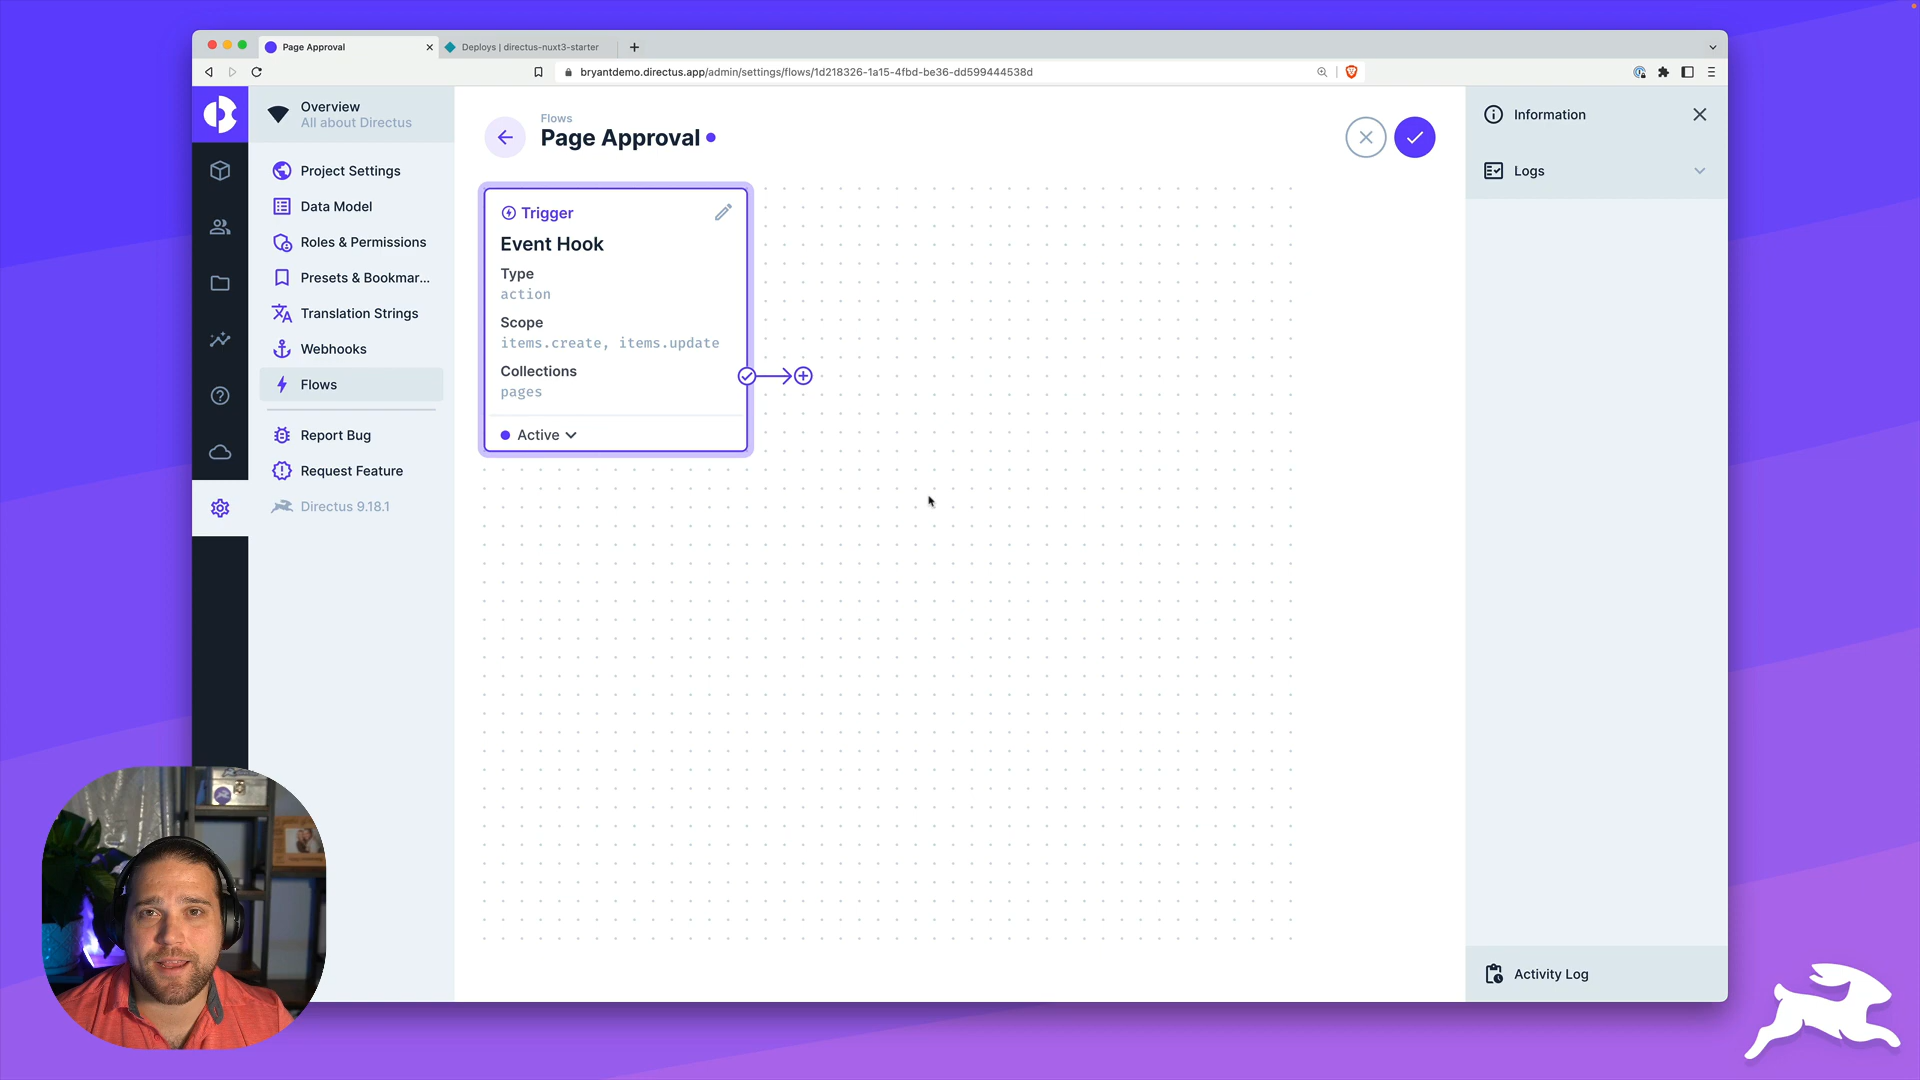 Page Approval
Deploys | directus-nuxt3-starter
bryantdemo.directus.app/admin/settings/flows/1d218326-1a15-4fbd-be36-dd599444538d
Overview
All about Directus
Project Settings
Data Model
Roles & Permissions
Presets & Bookmar...
Translation Strings
Webhooks
Flows
Report Bug
Request Feature
Directus 9.18.1
Flows
Page Approval
Trigger
Event Hook
Type
action
Scope
items.create, items.update
Collections
pages
Active
Information
Logs
Activity Log